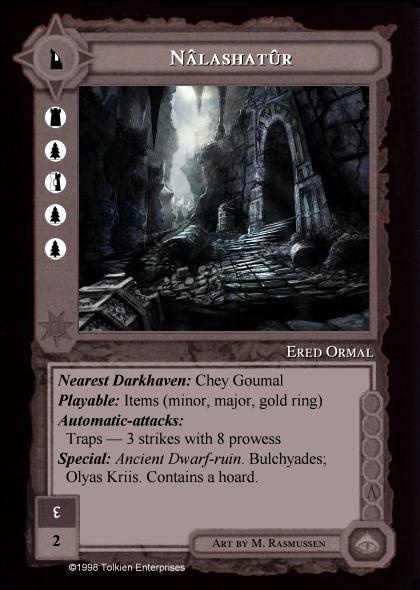 NÂLASHATÛR
ERED ORMAL
Nearest Darkhaven: Chey Goumal
Playable: Items (minor, major, gold ring)
Automatic-attacks:
Traps — 3 strikes with 8 prowess
Special: Ancient Dwarf-ruin. Bulchyades;
Olyas Kriis. Contains a hoard.
Λ
ε
2
ART BY M. RASMUSSEN
©1998 Tolkien Enterprises